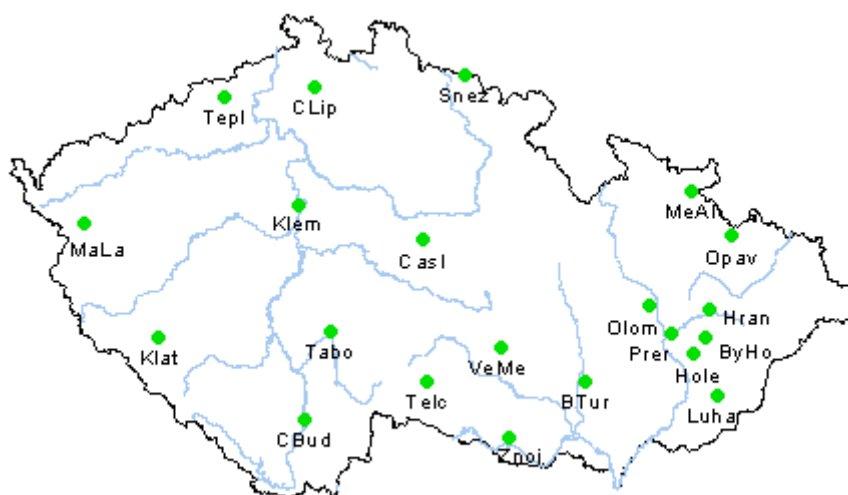 Snez
CLip
Tepl
MeAl
Klem
MaLa
Casl
Opav
Hran
Olom
Tabo
Prer
ByHo
Klat
VeMe
Hole
Telc
BTur
Luha
CBud
Znoj